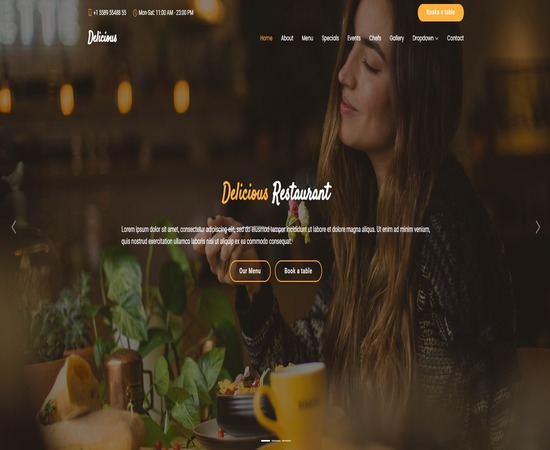 +1 5589 55488 55 Mon-Sat: 11:00 AM - 23:00 PM Book a table
Delicious
Home About Menu Specials Events Chefs Gallery Dropdown Contact
Delicious Restaurant
Lorem ipsum dolor sit amet, consectetur adipiscing elit, sed do eiusmod tempor incididunt ut labore et dolore magna aliqua. Ut enim ad minim veniam,
quis nostrud exercitation ullamco laboris nisi ut aliquip ex ea commodo consequat.
Our Menu Book a table